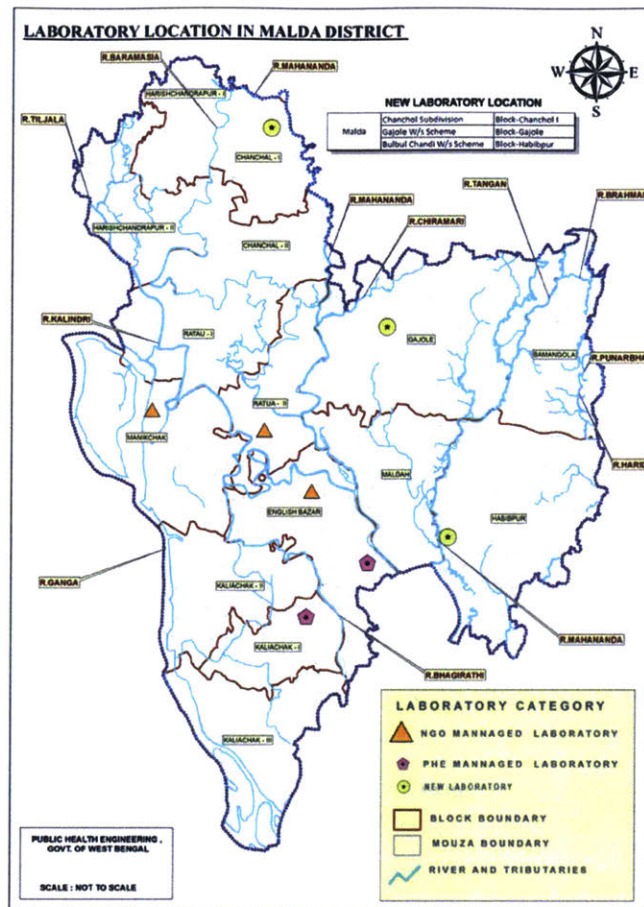 LABORATORY LOCATION IN MALDA DISTRICT
N
W E
S
R.BARAMASIA
R.MAHANANDA
HARISHCHANDRAPUR - I
NEW LABORATORY LOCATION
Malda
Chanchol Subdivision Block-Chanchol I
Gajole W/s Scheme Block-Gajole
Bulbul Chandi W/s Scheme Block-Habibpur
R.TILJALA
CHANCHAL - I
R.TANGAN
R.BRAHMAN
R.MAHANANDA
R.CHIRAMARI
HARISHCHANDRAPUR - II
CHANCHAL - II
R.KALINDRI
RATAU - I
GAJOLE
BAMANGOLA
R.PUNARBHA
RATUA - II
MANIKCHAK
MALDAH
R.HARI
ENGLISH BAZAR
HABIBPUR
R.GANGA
KALIACHAK - II
R.MAHANANDA
KALIACHAK - I
R.BHAGIRATHI
KALIACHAK - III
LABORATORY CATEGORY
NGO MANNAGED LABORATORY
PHE MANNAGED LABORATORY
NEW LABORATORY
BLOCK BOUNDARY
MOUZA BOUNDARY
RIVER AND TRIBUTARIES
PUBLIC HEALTH ENGINEERING ,
GOVT. OF WEST BENGAL
SCALE : NOT TO SCALE